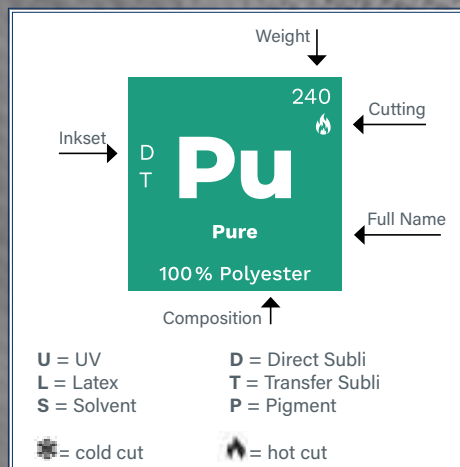 Weight
240
Cutting
Inkset
D
T
Pu
Full Name
Pure
100% Polyester
Composition
U = UV
D = Direct Subli
L = Latex
T = Transfer Subli
S = Solvent
P = Pigment
= cold cut
= hot cut